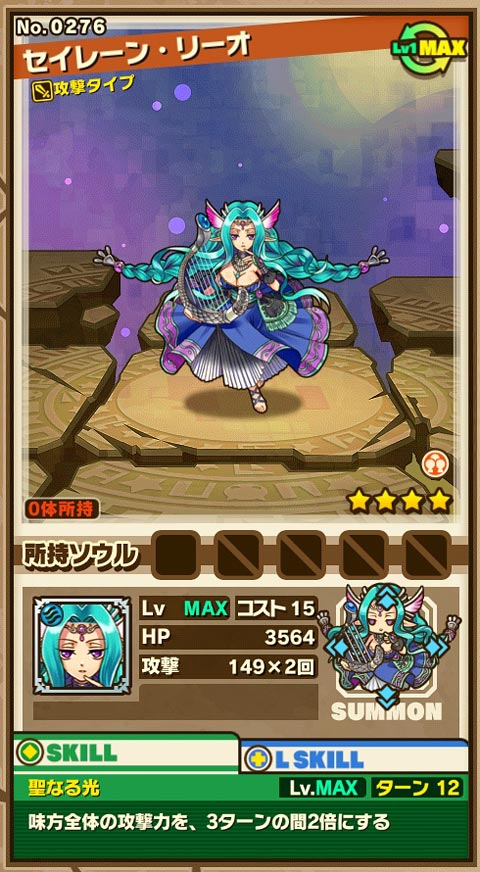 No.0276
セイレーン・リーオ
Lv1 MAX
攻撃タイプ
0体所持
所持ソウル
Lv MAX コスト 15
HP 3564
攻撃 149×2回
SUMMON
SKILL
L SKILL
聖なる光 Lv.MAX ターン 12
味方全体の攻撃力を、3ターンの間2倍にする